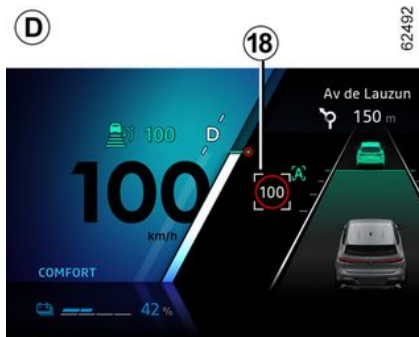 D
18
62492
Av de Lauzun
150 m
100
D
A
100
100
km/h
COMFORT
42 %